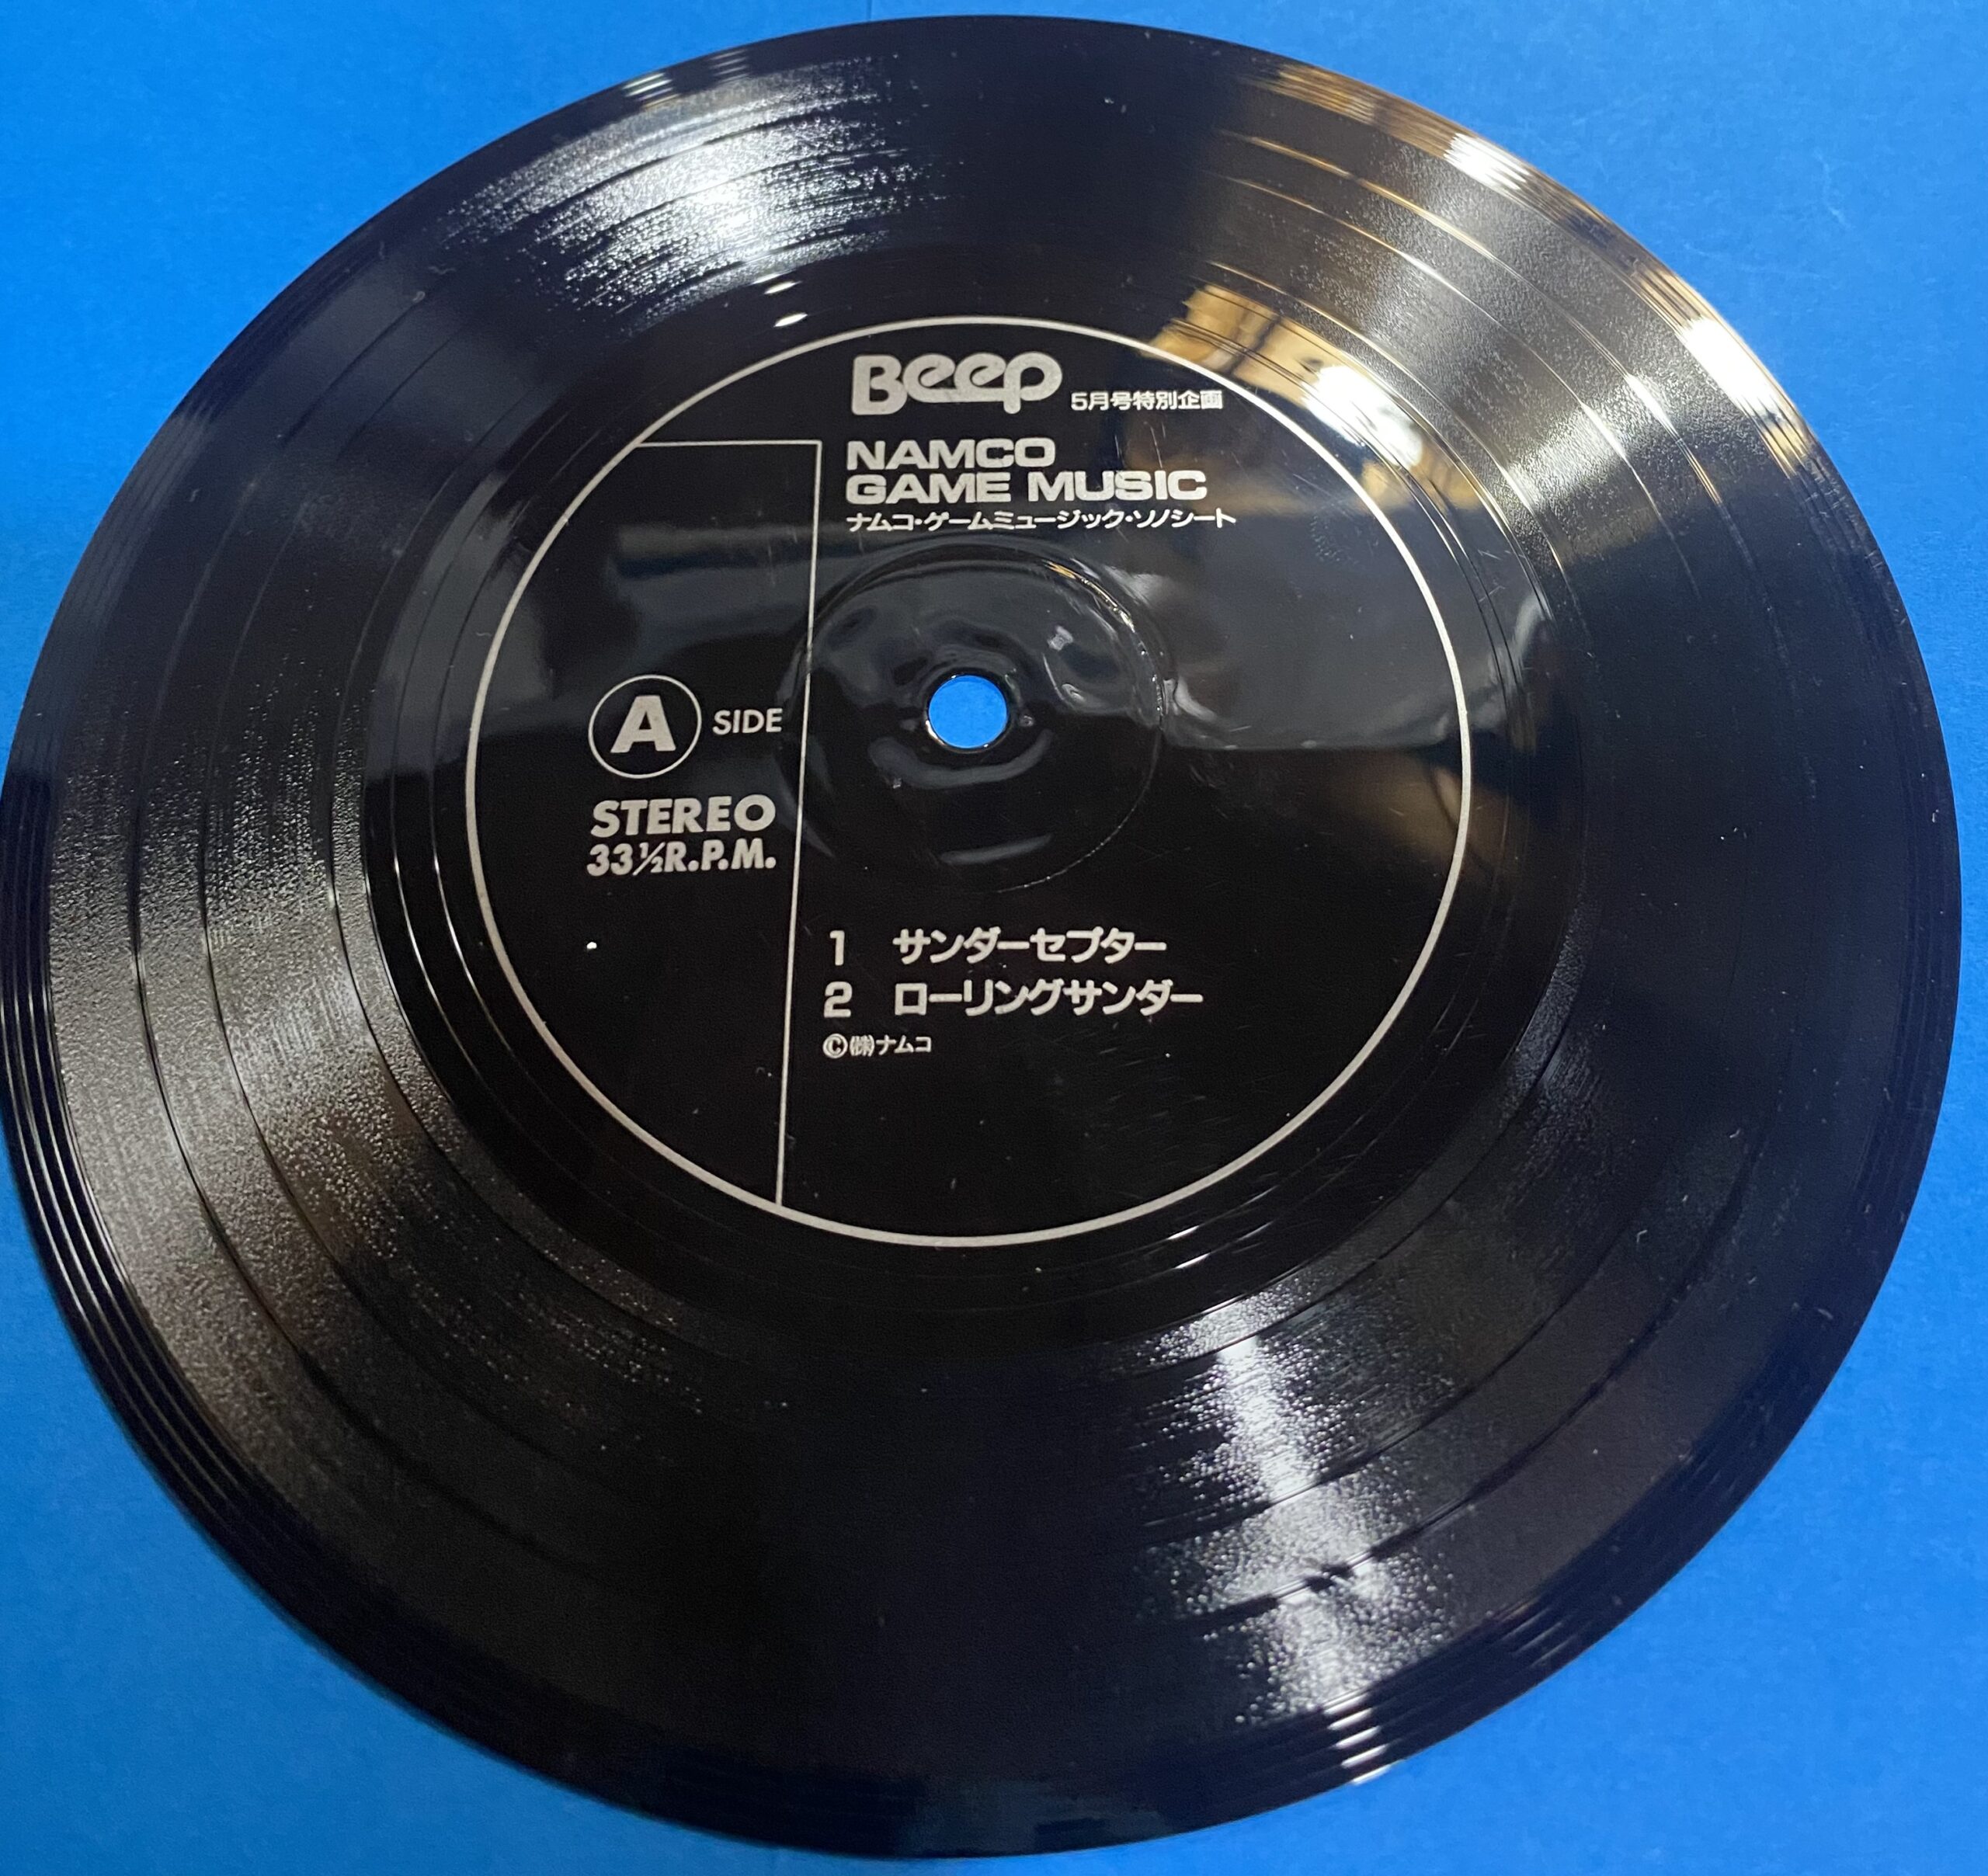 Beep 5月号特別企画
NAMCO
GAME MUSIC
ナムコ・ゲームミュージック・ソノシート
A SIDE
STEREO
33½R.P.M.
1 サンダーセプター
2 ローリングサンダー
©㈱ナムコ